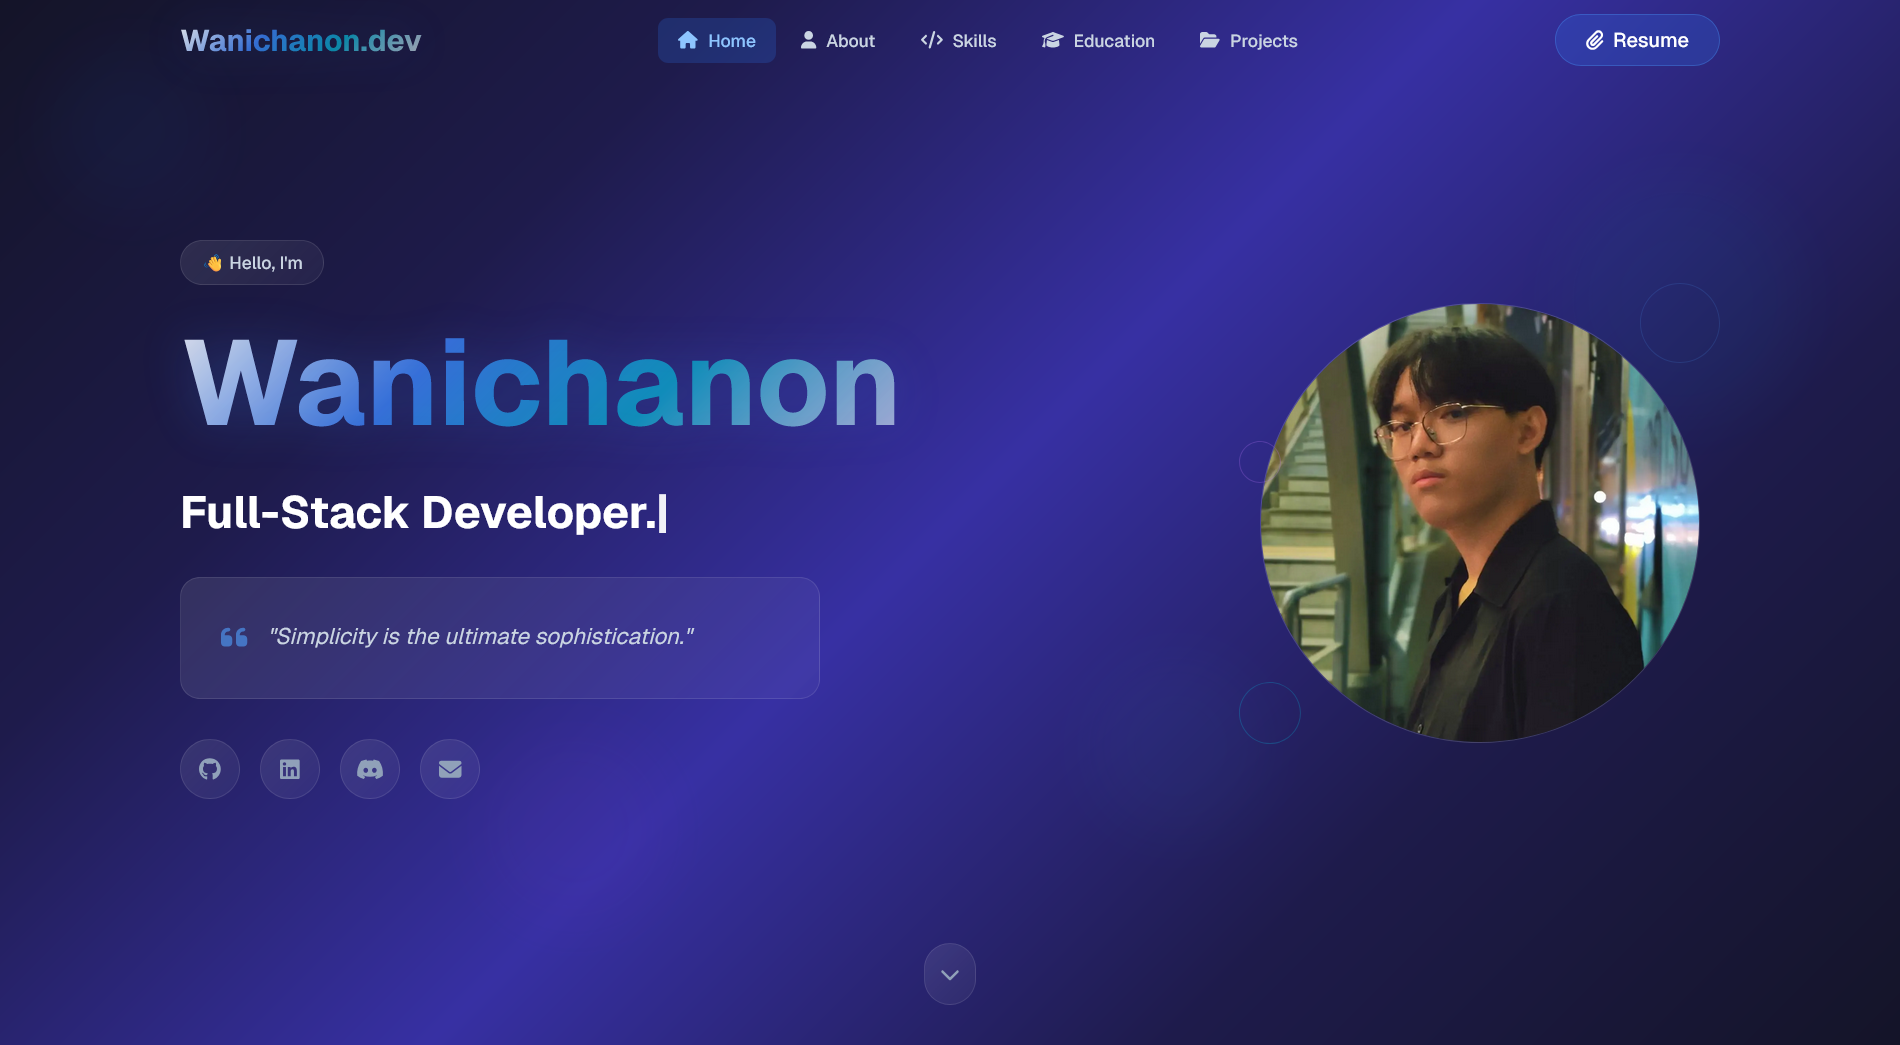 Wanichanon.dev
Home
About
Skills
Education
Projects
Resume
👋 Hello, I'm
Wanichanon
Full-Stack Developer.|
"Simplicity is the ultimate sophistication."